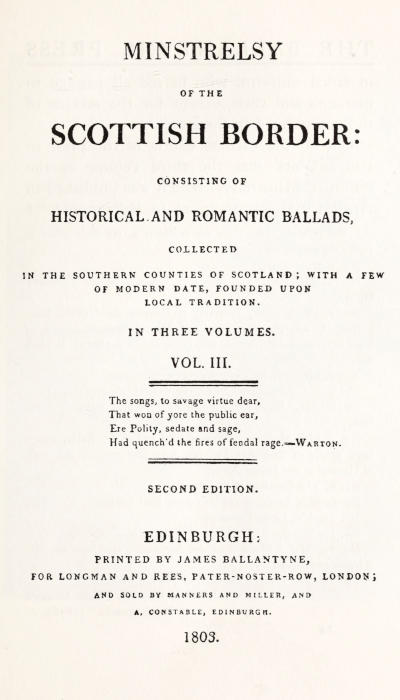 MINSTRELSY
OF THE
SCOTTISH BORDER:
CONSISTING OF
HISTORICAL AND ROMANTIC BALLADS,
COLLECTED
IN THE SOUTHERN COUNTIES OF SCOTLAND; WITH A FEW
OF MODERN DATE, FOUNDED UPON
LOCAL TRADITION.
IN THREE VOLUMES.
VOL. III.
The songs, to savage virtue dear,
That won of yore the public ear,
Ere Polity, sedate and sage,
Had quench'd the fires of feudal rage.—WARTON.
SECOND EDITION.
EDINBURGH:
PRINTED BY JAMES BALLANTYNE,
FOR LONGMAN AND REES, PATER-NOSTER-ROW, LONDON;
AND SOLD BY MANNERS AND MILLER, AND
A, CONSTABLE, EDINBURGH.
1803.